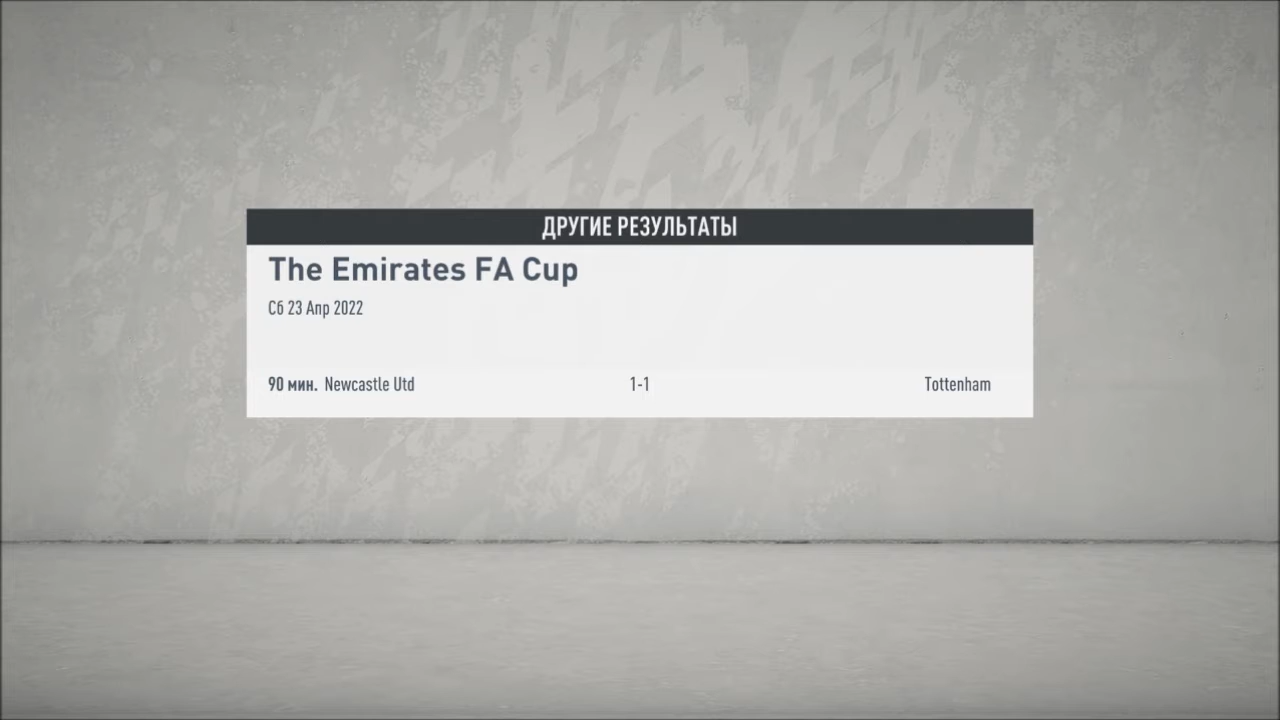 ДРУГИЕ РЕЗУЛЬТАТЫ
The Emirates FA Cup
Сб 23 Апр 2022
90 мин. Newcastle Utd 1-1 Tottenham